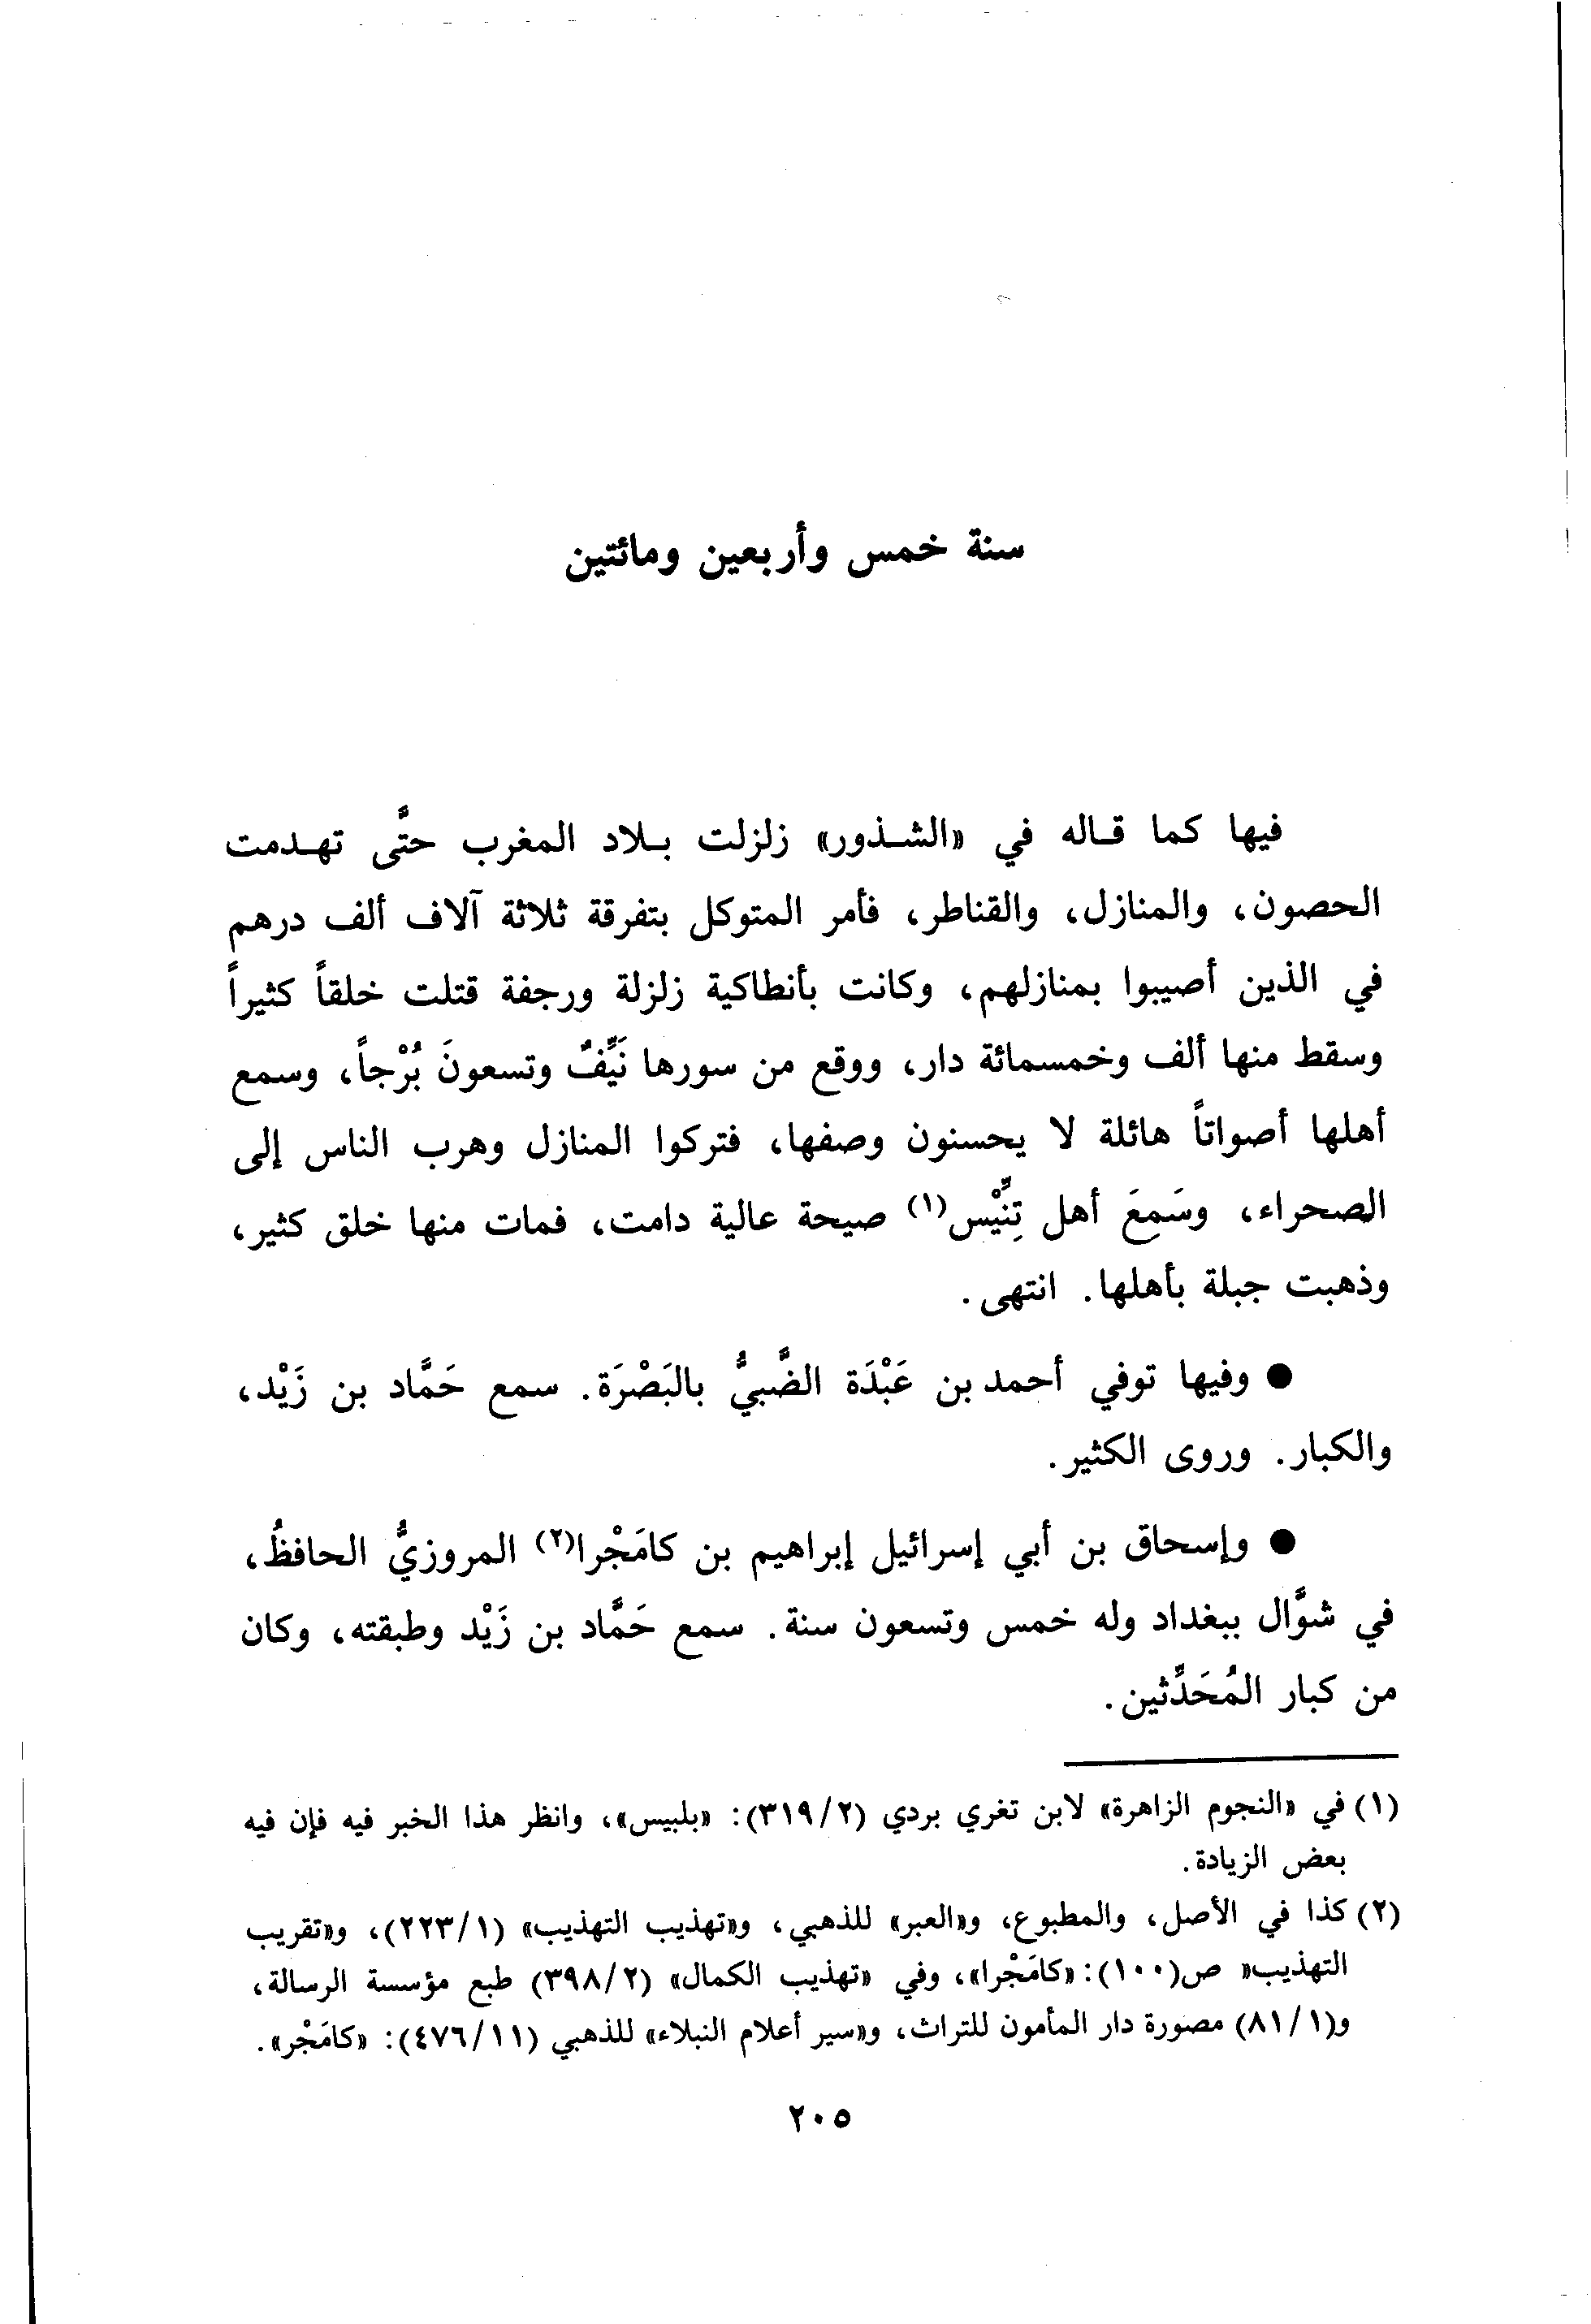 سنة خمس وأربعين ومائتين
فيها كما قاله في «الشذور» زلزلت بلاد المغرب حتَّى تهدمت
الحصون، والمنازل، والقناطر، فأمر المتوكل بتفرقة ثلاثة آلاف ألف درهم
في الذين أصيبوا بمنازلهم، وكانت بأنطاكية زلزلة ورجفة قتلت خلقاً كثيراً
وسقط منها ألف وخمسمائة دار، ووقع من سورها نَيِّفٌ وتسعونَ بُرْجاً، وسمع
أهلها أصواتاً هائلة لا يحسنون وصفها، فتركوا المنازل وهرب الناس إلى
الصحراء، وسَمِعَ أهل تِنِّيْس(١) صيحة عالية دامت، فمات منها خلق كثير،
وذهبت جبلة بأهلها. انتهى.
● وفيها توفي أحمد بن عَبْدَة الضَّبيُّ بالبَصْرَة. سمع حَمَّاد بن زَيْد،
والكبار. وروى الكثير.
● وإسحاق بن أبي إسرائيل إبراهيم بن كامَجْرا(٢) المروزيُّ الحافظُ،
في شوَّال ببغداد وله خمس وتسعون سنة. سمع حَمَّاد بن زَيْد وطبقته، وكان
من كبار المُحَدِّثين.
(١) في «النجوم الزاهرة» لابن تغري بردي (٣١٩/٢): «بلبيس»، وانظر هذا الخبر فيه فإن فيه
بعض الزيادة.
(٢) كذا في الأصل، والمطبوع، و«العبر» للذهبي، و«تهذيب التهذيب» (٢٢٣/١)، و«تقريب
التهذيب» ص(١٠٠): «كامَجْرا»، وفي «تهذيب الكمال» (٣٩٨/٢) طبع مؤسسة الرسالة،
و(٨١/١) مصورة دار المأمون للتراث، و«سير أعلام النبلاء» للذهبي (٤٧٦/١١): «كامَجْر».
٢٠٥